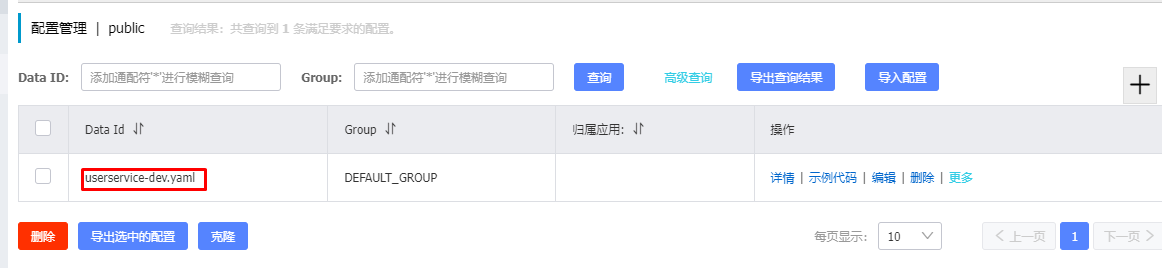 配置管理 | public 查询结果：共查询到 1 条满足要求的配置。
Data ID: 添加通配符'*'进行模糊查询 Group: 添加通配符'*'进行模糊查询 查询 高级查询 导出查询结果 导入配置
Data Id Group 归属应用: 操作
userservice-dev.yaml DEFAULT_GROUP 详情 | 示例代码 | 编辑 | 删除 | 更多
删除 导出选中的配置 克隆 每页显示: 10 < 上一页 1 下一页 >